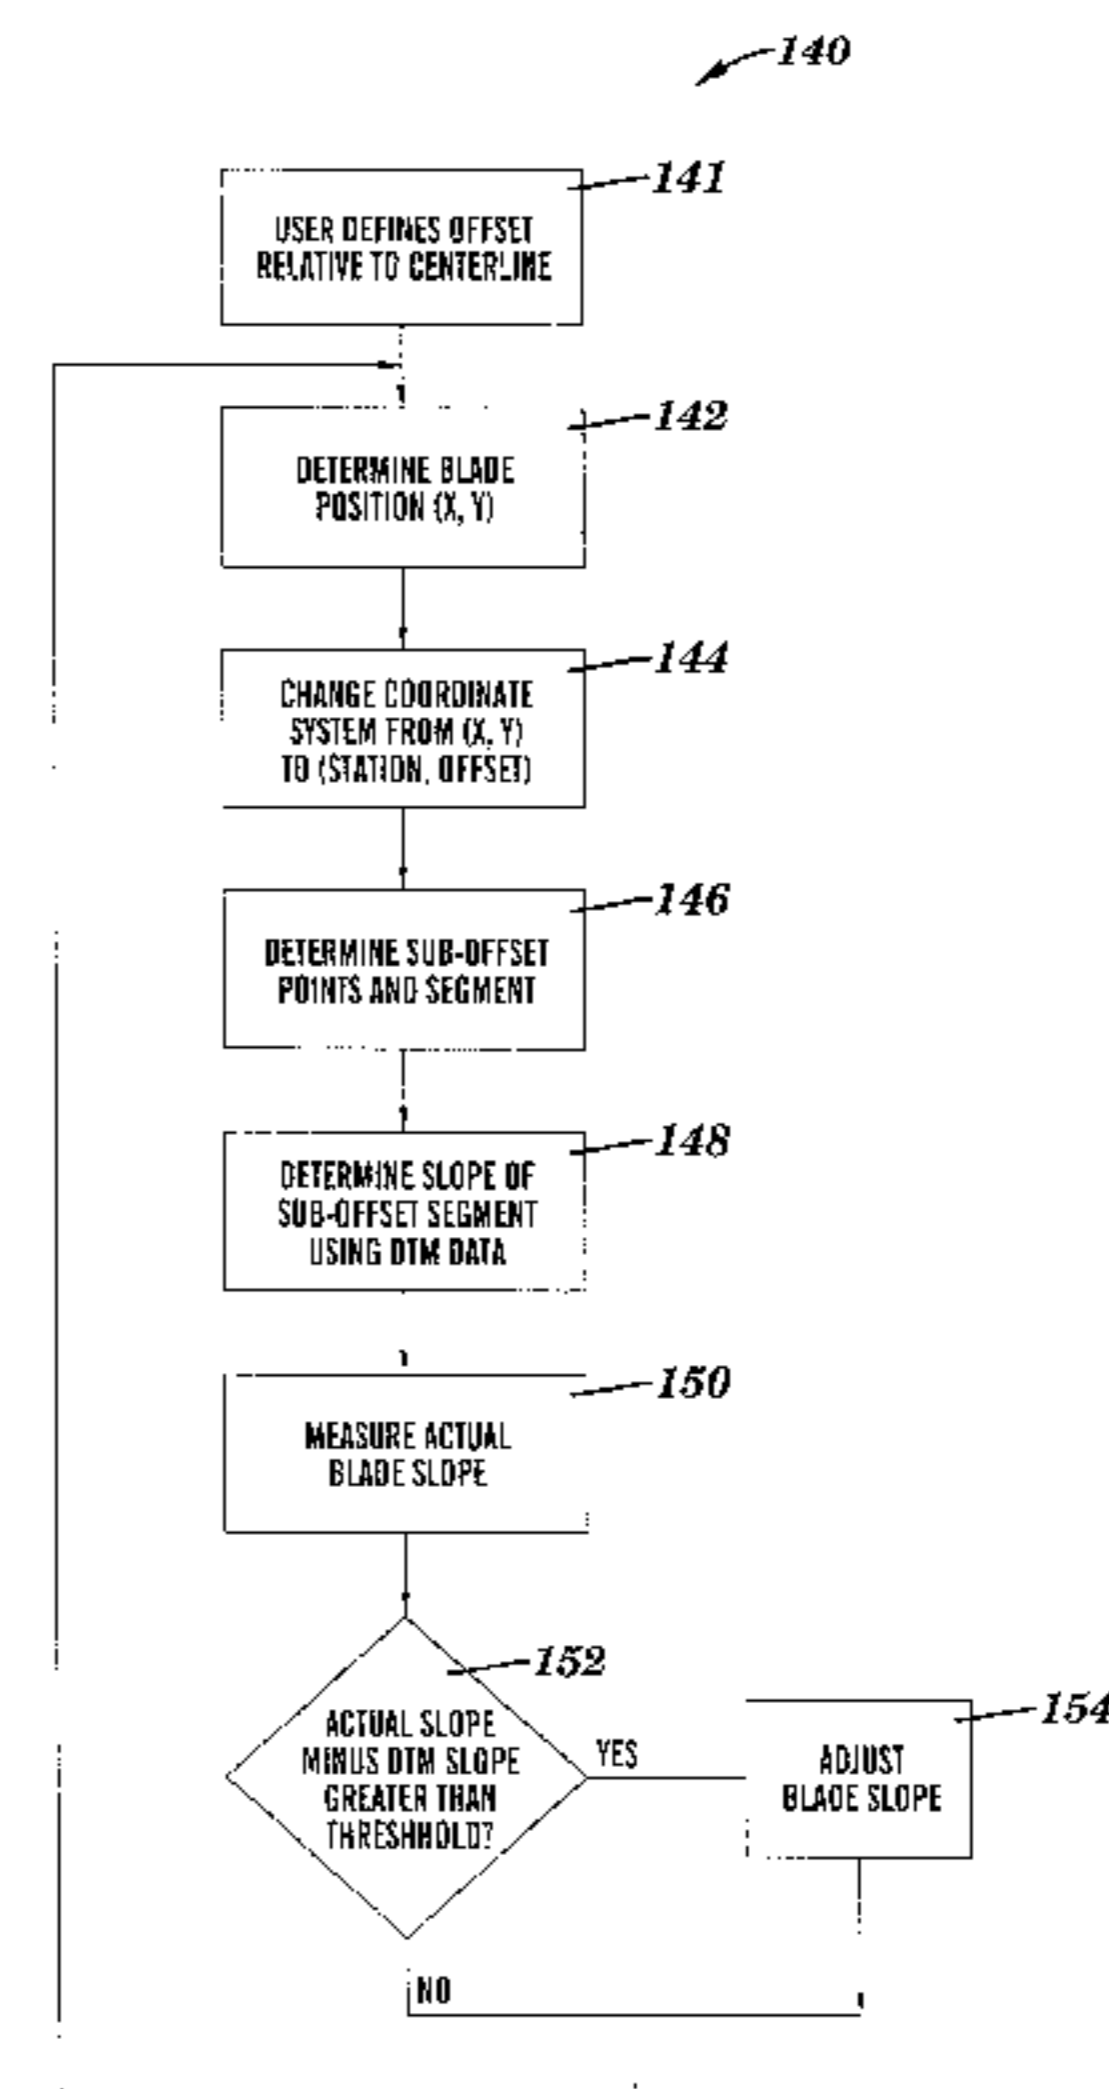 140
141
USER DEFINES OFFSET
RELATIVE TO CENTERLINE
142
DETERMINE BLADE
POSITION (X, Y)
144
CHANGE COORDINATE
SYSTEM FROM (X, Y)
TO (STATION, OFFSET)
146
DETERMINE SUB-OFFSET
POINTS AND SEGMENT
148
DETERMINE SLOPE OF
SUB-OFFSET SEGMENT
USING DTM DATA
150
MEASURE ACTUAL
BLADE SLOPE
152
ACTUAL SLOPE
MINUS DTM SLOPE
GREATER THAN
THRESHHOLD?
YES
154
ADJUST
BLADE SLOPE
NO